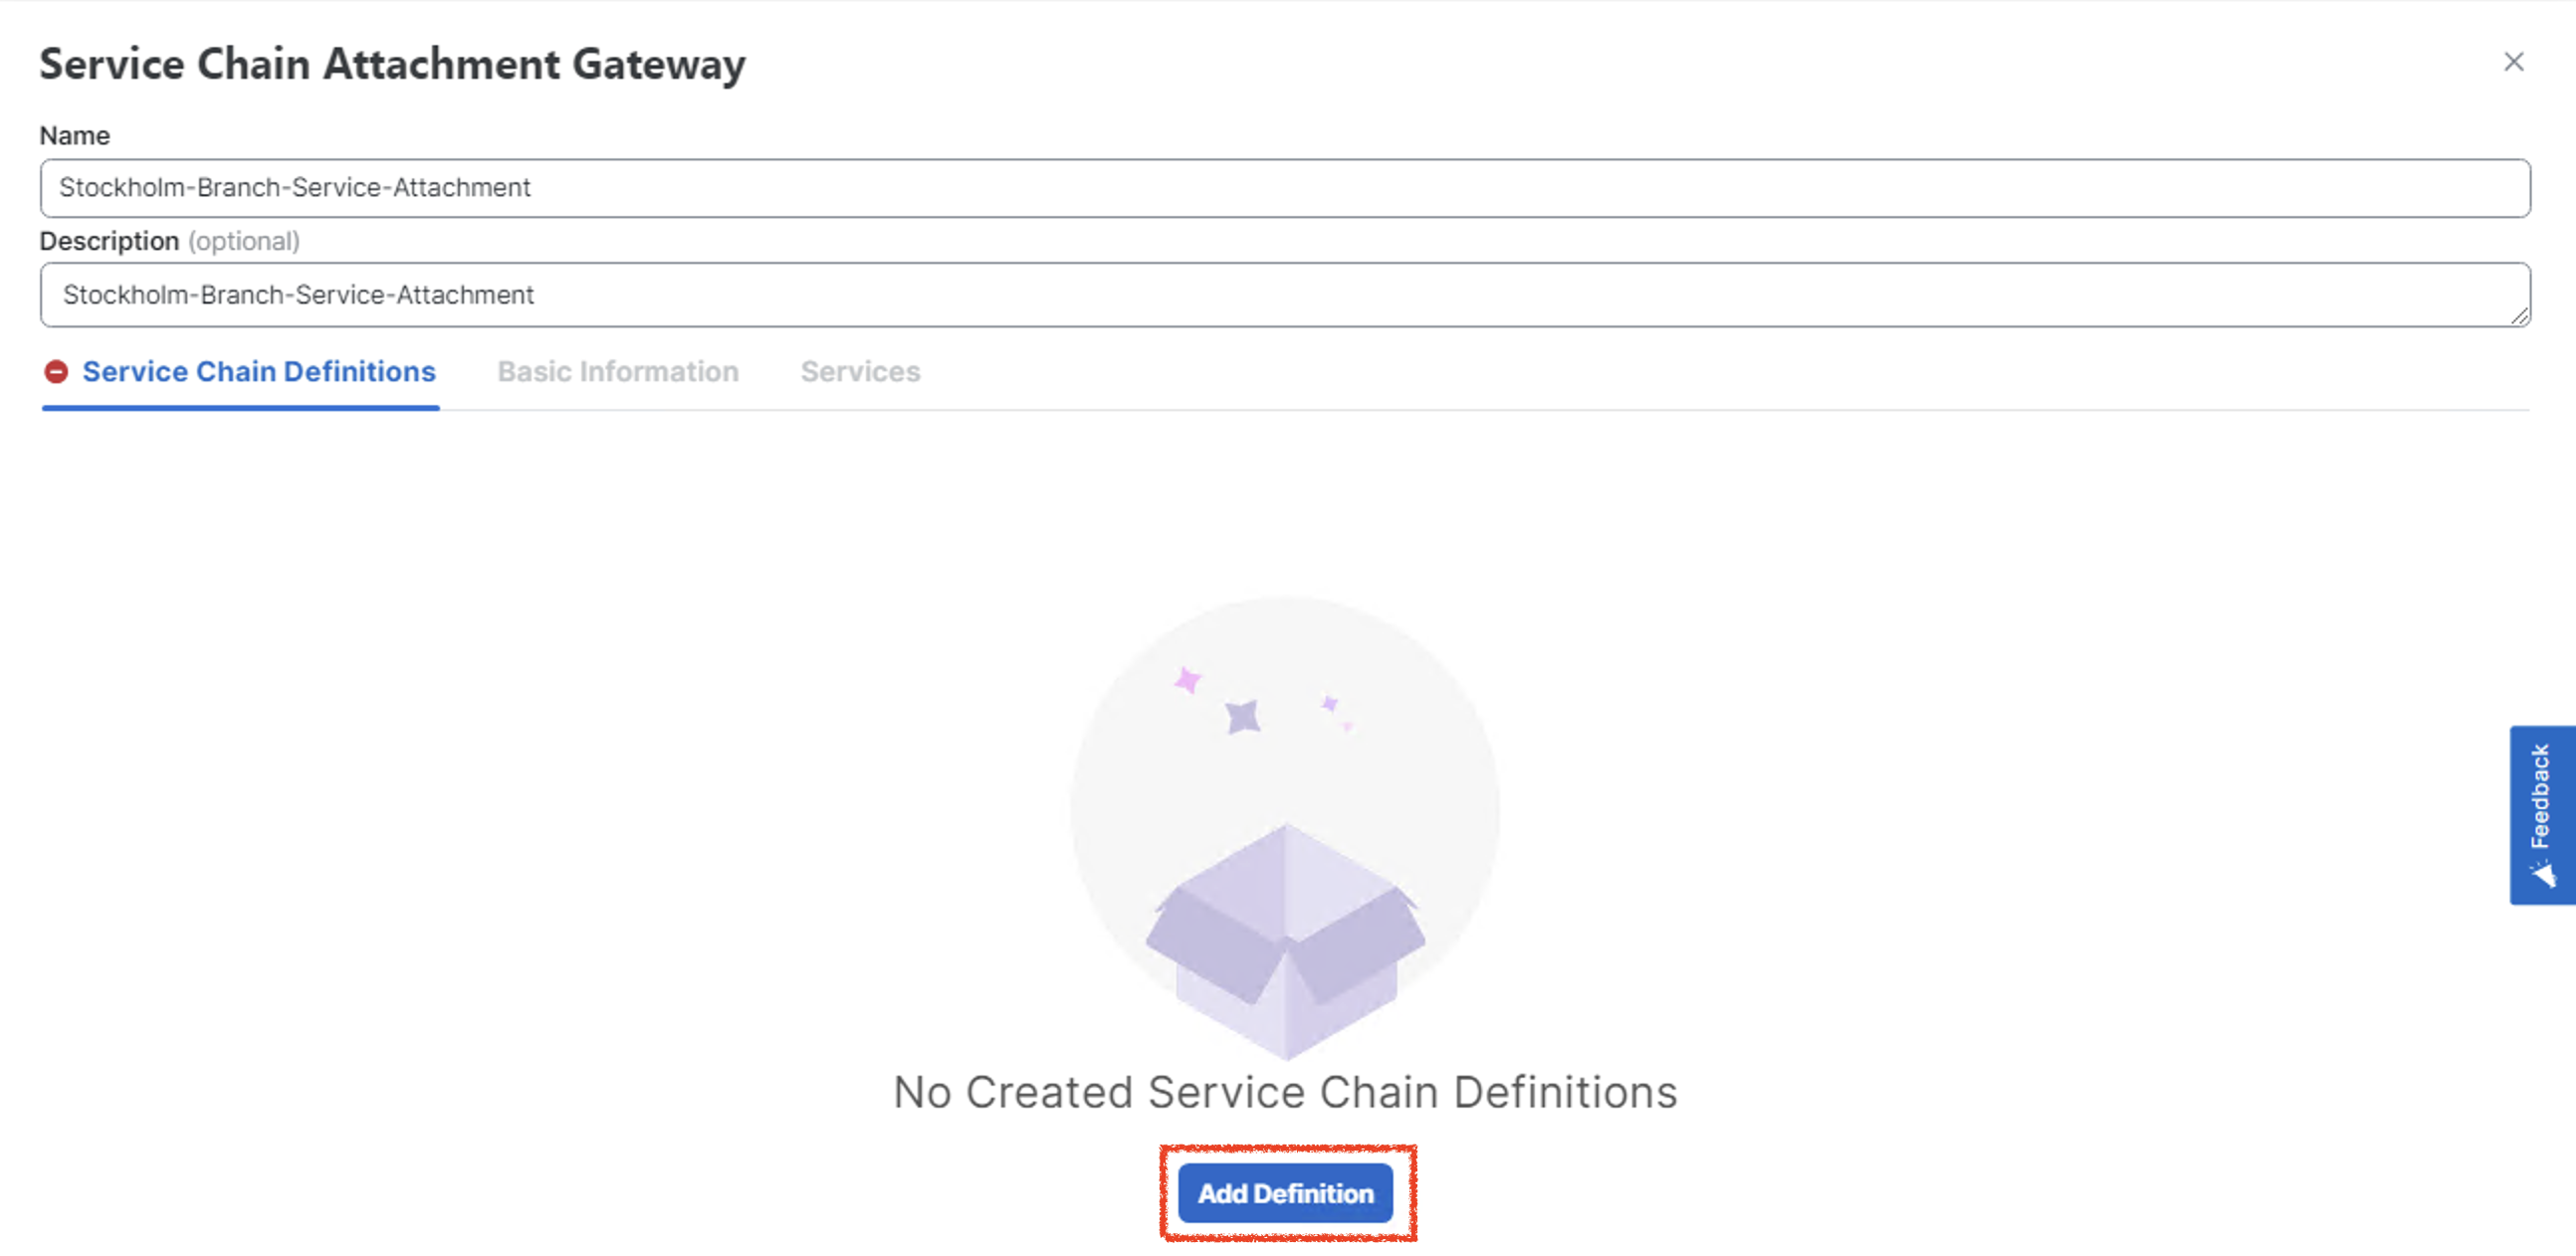 Service Chain Attachment Gateway
Name
Stockholm-Branch-Service-Attachment
Description (optional)
Stockholm-Branch-Service-Attachment
Service Chain Definitions Basic Information Services
Feedback
No Created Service Chain Definitions
Add Definition